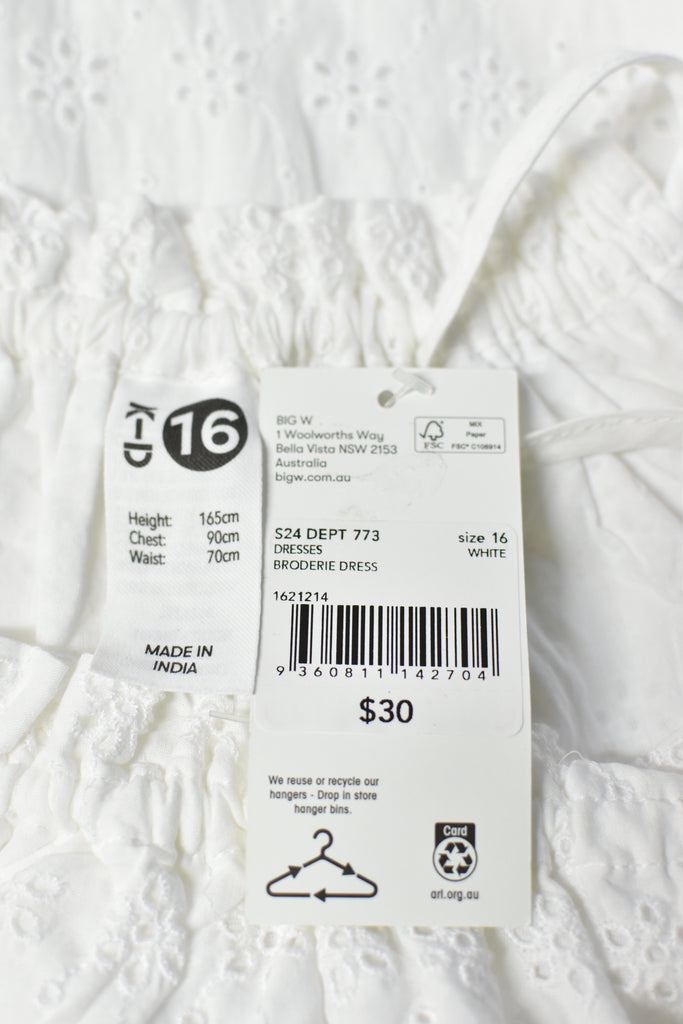 KID
16
Height: 165cm
Chest: 90cm
Waist: 70cm
MADE IN
INDIA
BIG W
1 Woolworths Way
Bella Vista NSW 2153
Australia
bigw.com.au
FSC
MIX
Paper
FSC® C106914
S24 DEPT 773 size 16
DRESSES WHITE
BRODERIE DRESS
1621214
9 360811 142704
$30
We reuse or recycle our
hangers - Drop in store
hanger bins.
Card
arl.org.au